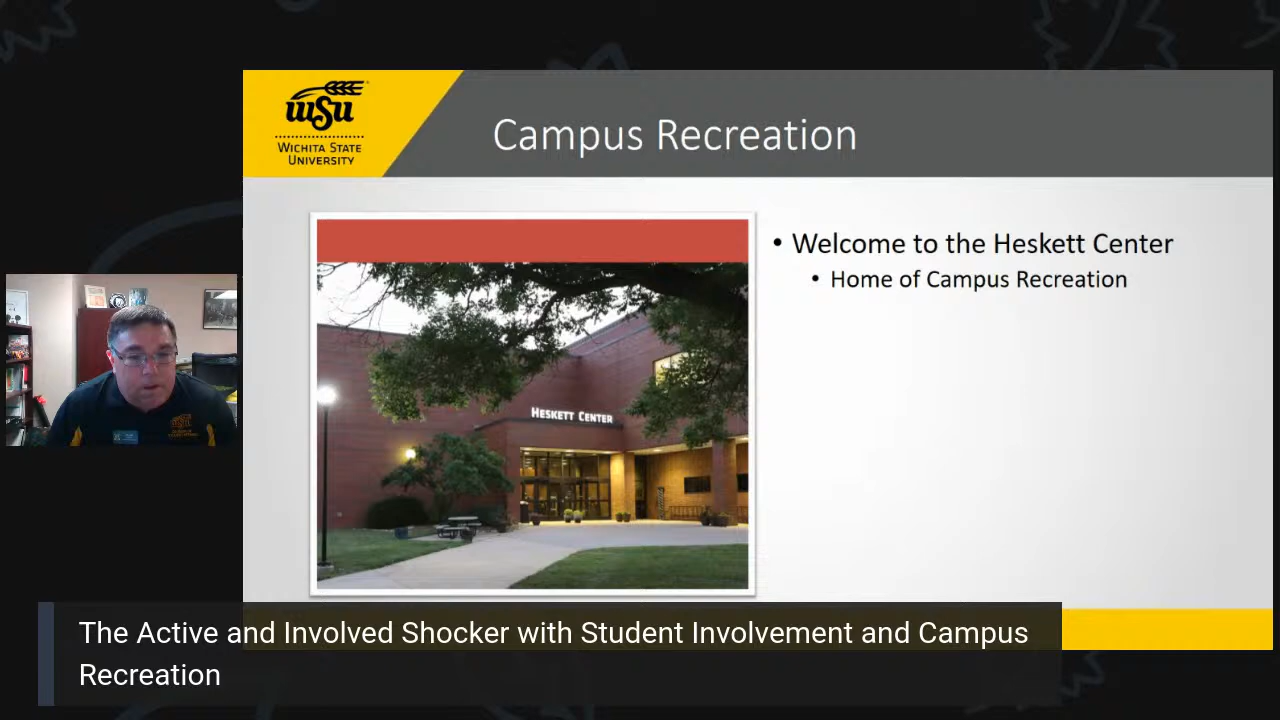 wsu
WICHITA STATE
UNIVERSITY
Campus Recreation
• Welcome to the Heskett Center
• Home of Campus Recreation
HESKETT CENTER
wsu
The Active and Involved Shocker with Student Involvement and Campus
Recreation